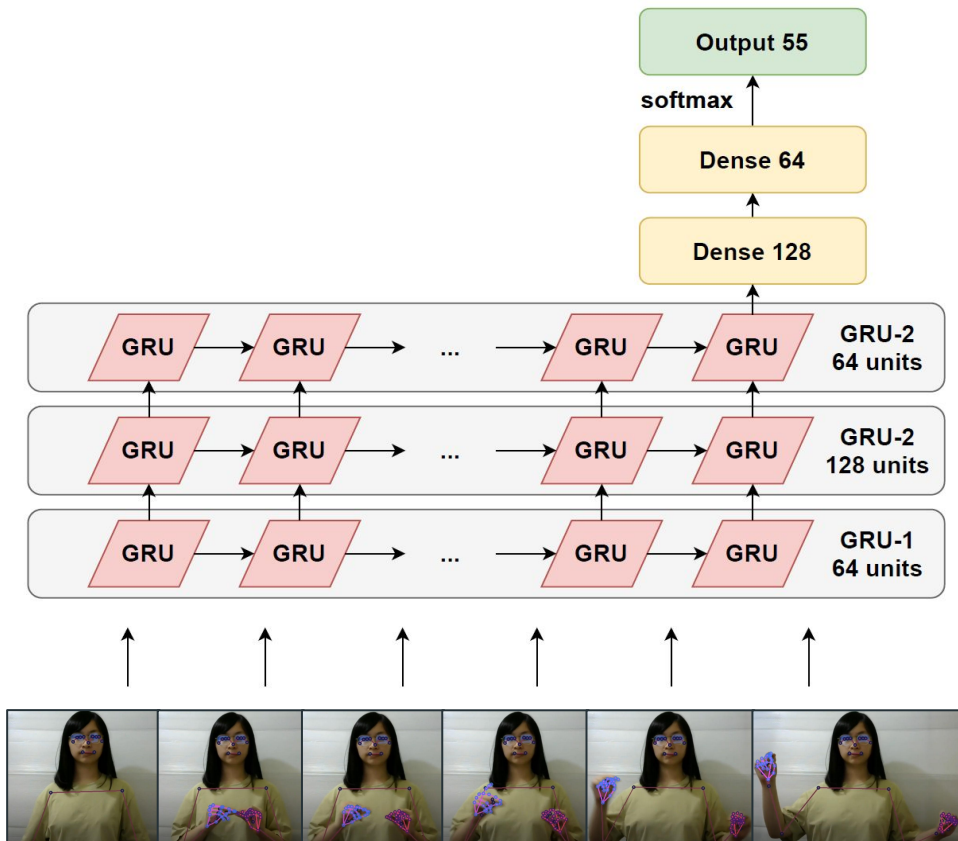 Output 55
softmax
Dense 64
Dense 128
GRU GRU ... GRU GRU GRU-2
64 units
GRU GRU ... GRU GRU GRU-2
128 units
GRU GRU ... GRU GRU GRU-1
64 units